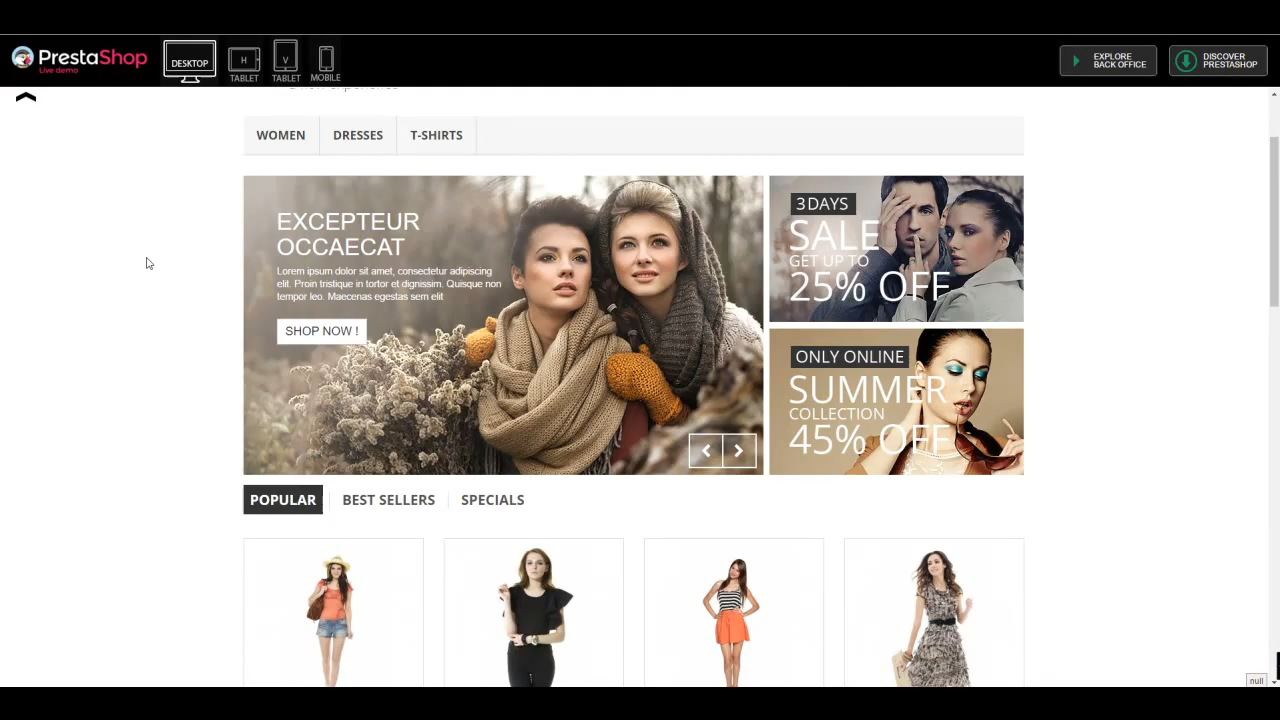 PrestaShop
Live demo
DESKTOP
H
TABLET
V
TABLET
MOBILE
EXPLORE
BACK OFFICE
DISCOVER
PRESTASHOP
WOMEN
DRESSES
T-SHIRTS
EXCEPTEUR
OCCAECAT
Lorem ipsum dolor sit amet, consectetur adipiscing
elit. Proin tristique in tortor et dignissim. Quisque non
tempor leo. Maecenas egestas sem elit
SHOP NOW !
3DAYS
SALE
GET UP TO
25% OFF
ONLY ONLINE
SUMMER
COLLECTION
45% OFF
POPULAR
BEST SELLERS
SPECIALS
null